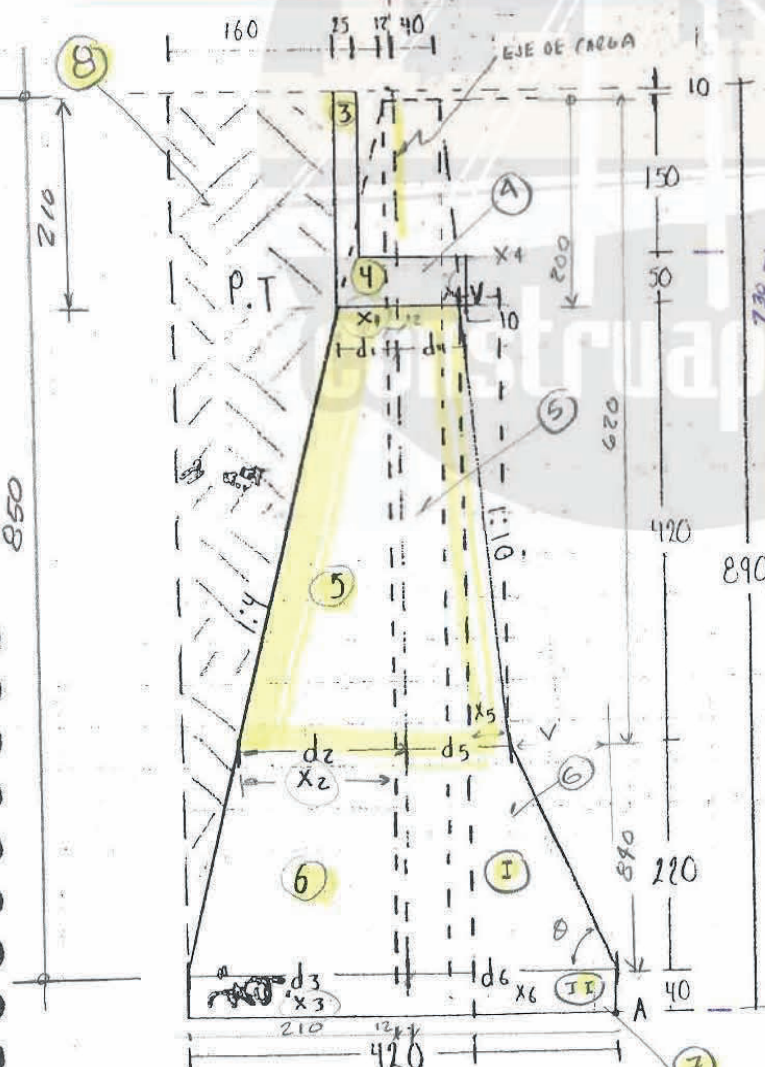 160 25 12 40
EJE DE CARGA
8
3
10
210
150
A
200
X4
4
50
P.T
X1 12
V
10
d1 d4
construap
5
620
850
1:10
420
5
890
1:4
X5
d2 d5
V
X2
6
840
220
6
I
θ
d3 d6
X6
II
40
X3
A
210 12
420
7